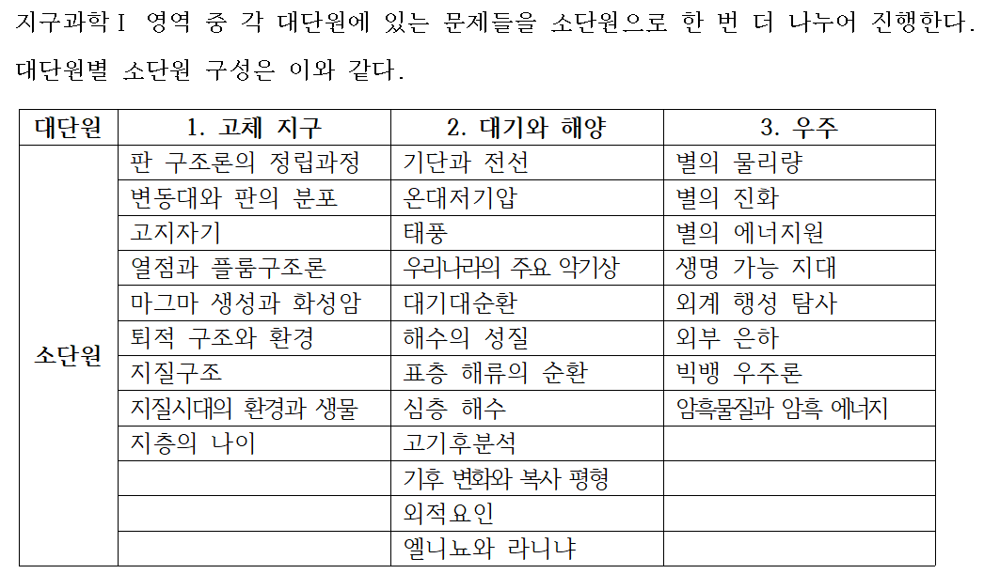 지구과학Ⅰ 영역 중 각 대단원에 있는 문제들을 소단원으로 한 번 더 나누어 진행한다.
대단원별 소단원 구성은 이와 같다.
대단원 1. 고체 지구 2. 대기와 해양 3. 우주
판 구조론의 정립과정 기단과 전선 별의 물리량
변동대와 판의 분포 온대저기압 별의 진화
고지자기 태풍 별의 에너지원
열점과 플룸구조론 우리나라의 주요 악기상 생명 가능 지대
마그마 생성과 화성암 대기대순환 외계 행성 탐사
퇴적 구조와 환경 해수의 성질 외부 은하
소단원
지질구조 표층 해류의 순환 빅뱅 우주론
지질시대의 환경과 생물 심층 해수 암흑물질과 암흑 에너지
지층의 나이 고기후분석
기후 변화와 복사 평형
외적요인
엘니뇨와 라니냐